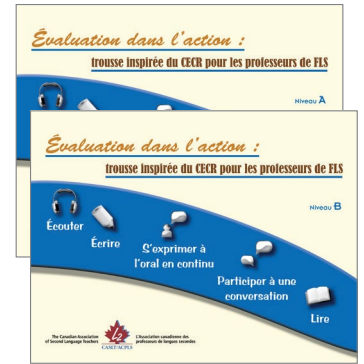 Évaluation dans l'action :
trousse inspirée du CECR pour les professeurs de FLS
Niveau A
Évaluation dans l'action :
trousse inspirée du CECR pour les professeurs de FLS
Niveau B
Écouter
Écrire
S'exprimer à
l'oral en continu
Participer à une
conversation
Lire
The Canadian Association
of Second Language Teachers
L2
CASLT/ACPLS
L'Association canadienne des
professeurs de langues secondes